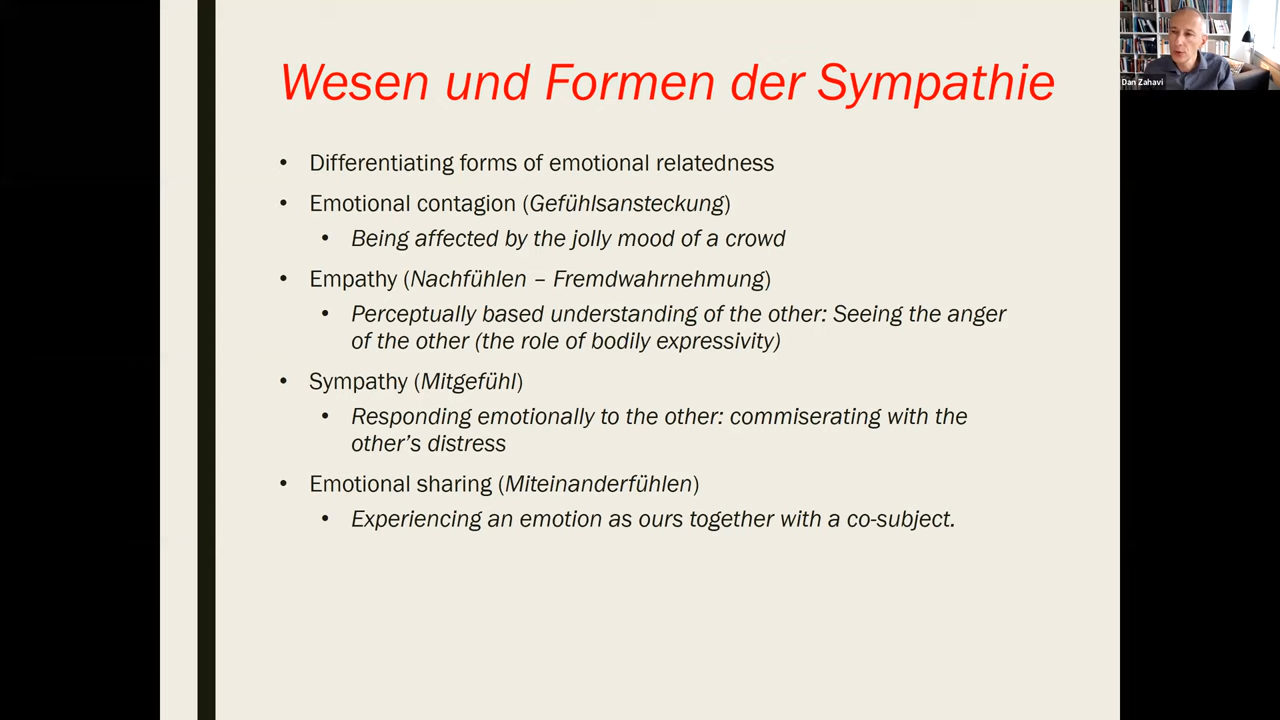 Wesen und Formen der Sympathie
Dan Zahavi
• Differentiating forms of emotional relatedness
• Emotional contagion (Gefühlsansteckung)
• Being affected by the jolly mood of a crowd
• Empathy (Nachfühlen – Fremdwahrnehmung)
• Perceptually based understanding of the other: Seeing the anger
of the other (the role of bodily expressivity)
• Sympathy (Mitgefühl)
• Responding emotionally to the other: commiserating with the
other’s distress
• Emotional sharing (Miteinanderfühlen)
• Experiencing an emotion as ours together with a co-subject.